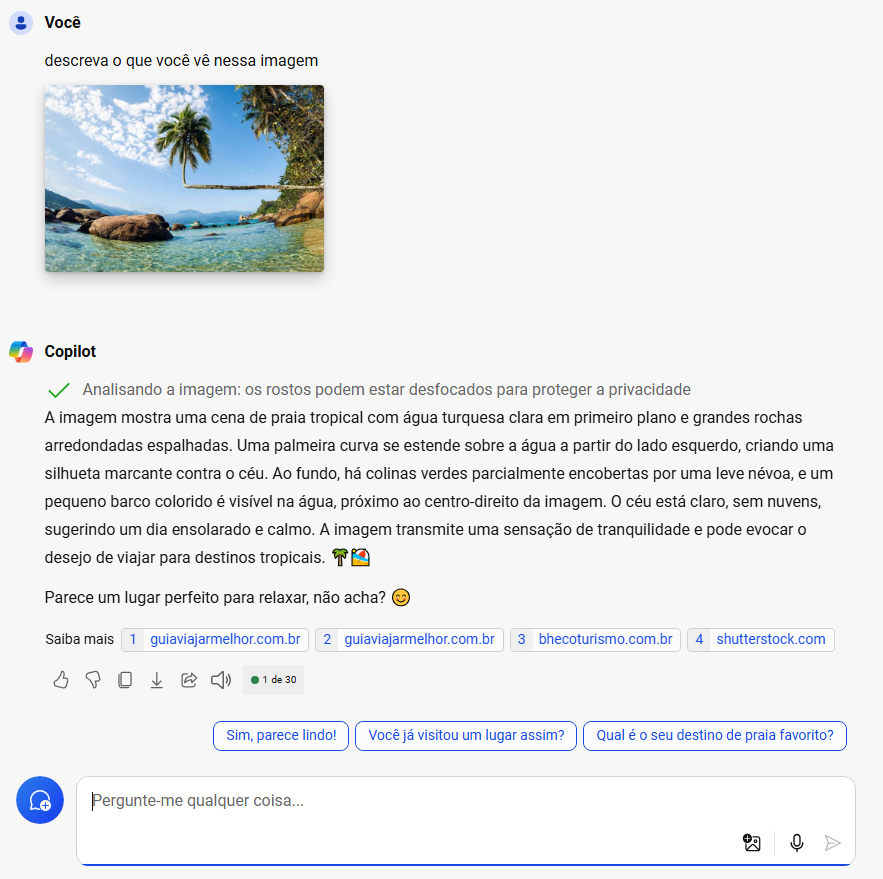 Você
descreva o que você vê nessa imagem
Copilot
Analisando a imagem: os rostos podem estar desfocados para proteger a privacidade
A imagem mostra uma cena de praia tropical com água turquesa clara em primeiro plano e grandes rochas
arredondadas espalhadas. Uma palmeira curva se estende sobre a água a partir do lado esquerdo, criando uma
silhueta marcante contra o céu. Ao fundo, há colinas verdes parcialmente encobertas por uma leve névoa, e um
pequeno barco colorido é visível na água, próximo ao centro-direito da imagem. O céu está claro, sem nuvens,
sugerindo um dia ensolarado e calmo. A imagem transmite uma sensação de tranquilidade e pode evocar o
desejo de viajar para destinos tropicais. 🌴🏖️
Parece um lugar perfeito para relaxar, não acha? 😊
Saiba mais 1 guiaviajarmelhor.com.br 2 guiaviajarmelhor.com.br 3 bhecoturismo.com.br 4 shutterstock.com
1 de 30
Sim, parece lindo! Você já visitou um lugar assim? Qual é o seu destino de praia favorito?
Pergunte-me qualquer coisa...